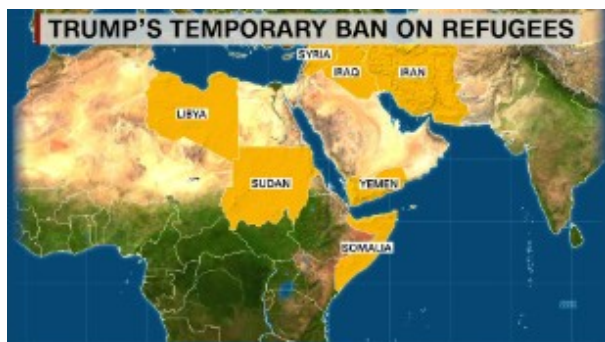 TRUMP'S TEMPORARY BAN ON REFUGEES
SYRIA
IRAQ
IRAN
LIBYA
SUDAN
YEMEN
SOMALIA